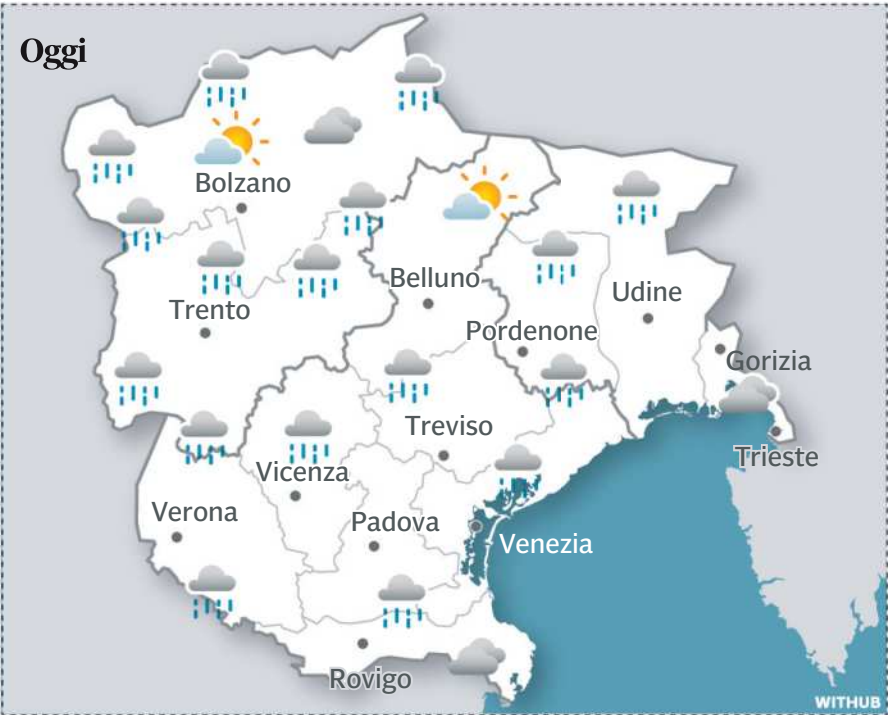 Oggi
Bolzano
Belluno
Udine
Trento
Pordenone
Gorizia
Treviso
Trieste
Vicenza
Verona
Padova
Venezia
Rovigo
WITHUB